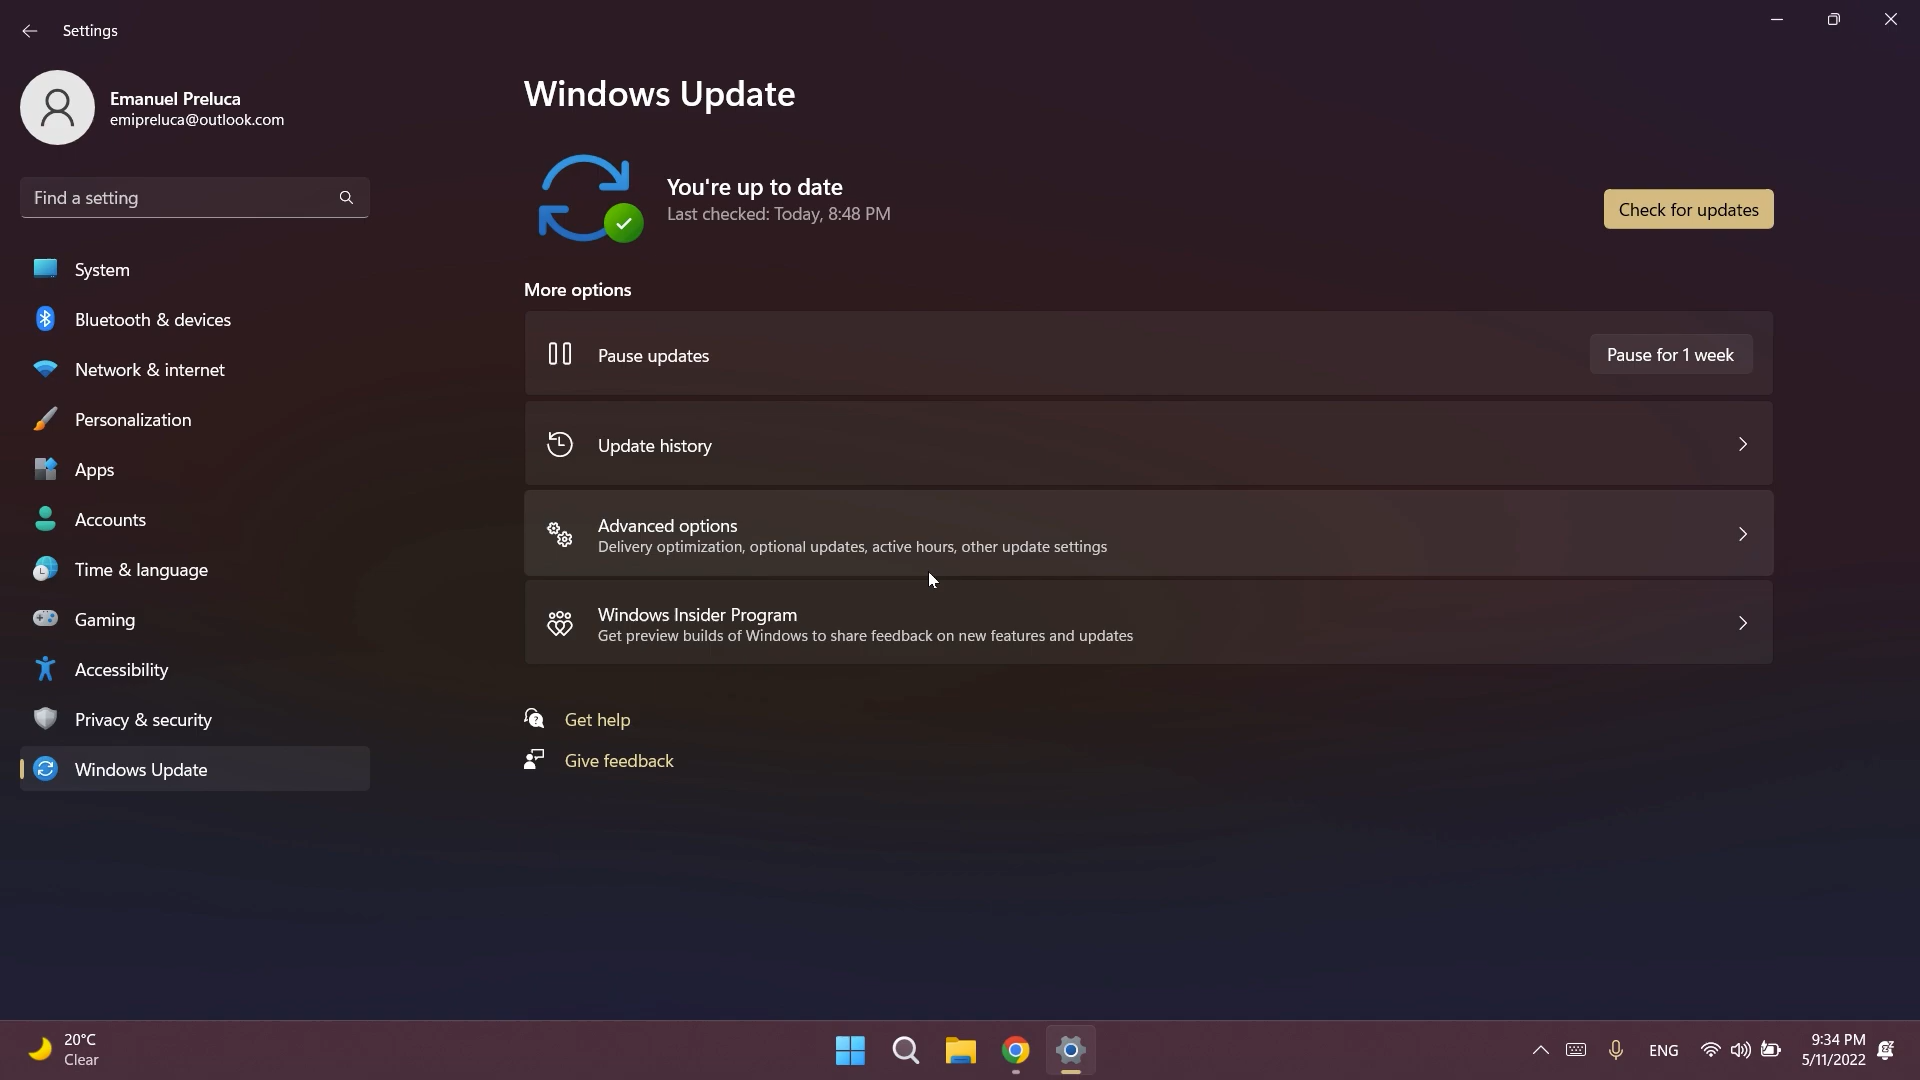 Settings
Emanuel Preluca
emipreluca@outlook.com
Find a setting
System
Bluetooth & devices
Network & internet
Personalization
Apps
Accounts
Time & language
Gaming
Accessibility
Privacy & security
Windows Update
Windows Update
You're up to date
Last checked: Today, 8:48 PM
Check for updates
More options
Pause updates
Pause for 1 week
Update history
Advanced options
Delivery optimization, optional updates, active hours, other update settings
Windows Insider Program
Get preview builds of Windows to share feedback on new features and updates
Get help
Give feedback
20°C
Clear
ENG
9:34 PM
5/11/2022